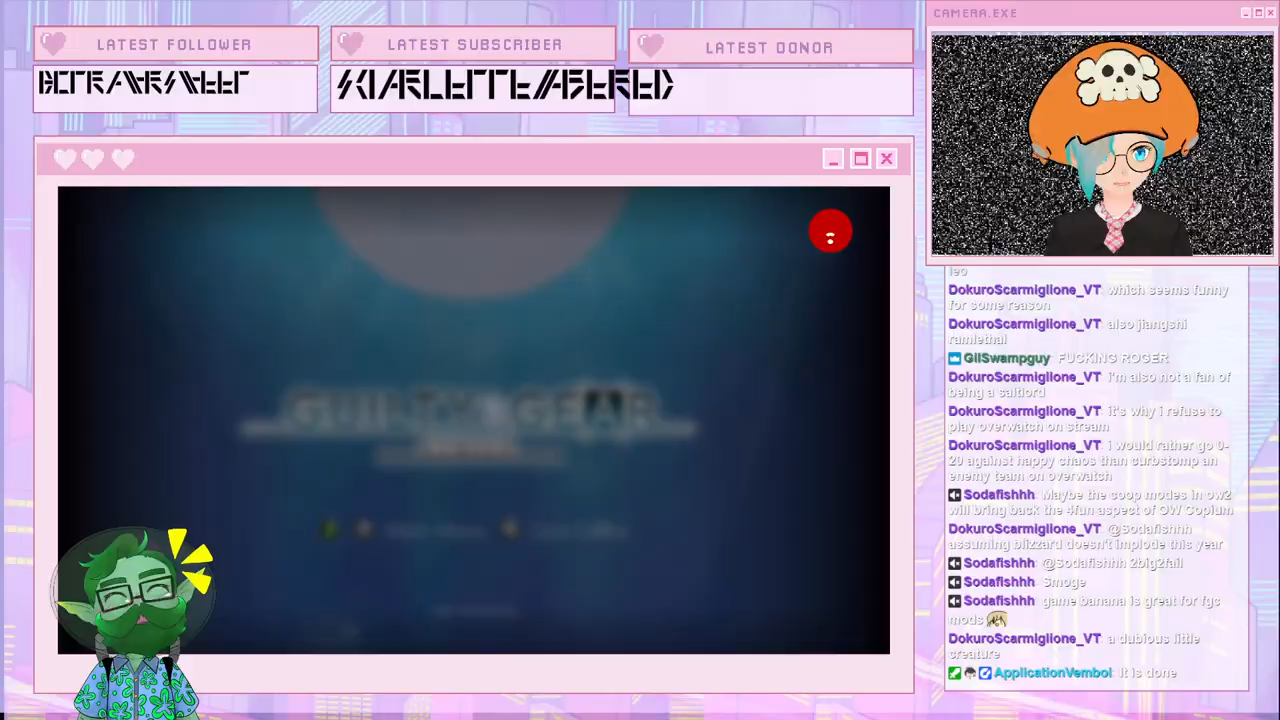 CAMERA.EXE
LATEST FOLLOWER
LATEST SUBSCRIBER
LATEST DONOR
leo
DokuroScarmiglione_VT which seems funny
for some reason
DokuroScarmiglione_VT also jiangshi
ramlethal
GilSwampguy FUCKING ROGER
DokuroScarmiglione_VT i'm also not a fan of
being a saltlord
DokuroScarmiglione_VT it's why i refuse to
play overwatch on stream
DokuroScarmiglione_VT i would rather go 0-
20 against happy chaos than curbstomp an
enemy team on overwatch
Sodafishhh Maybe the coop modes in ow2
will bring back the 4fun aspect of OW Copium
DokuroScarmiglione_VT @Sodafishhh
assuming blizzard doesn't implode this year
Sodafishhh @Sodafishhh 2big2fail
Sodafishhh Smoge
Sodafishhh game banana is great for fgc
mods
DokuroScarmiglione_VT a dubious little
creature
ApplicationVembol It is done